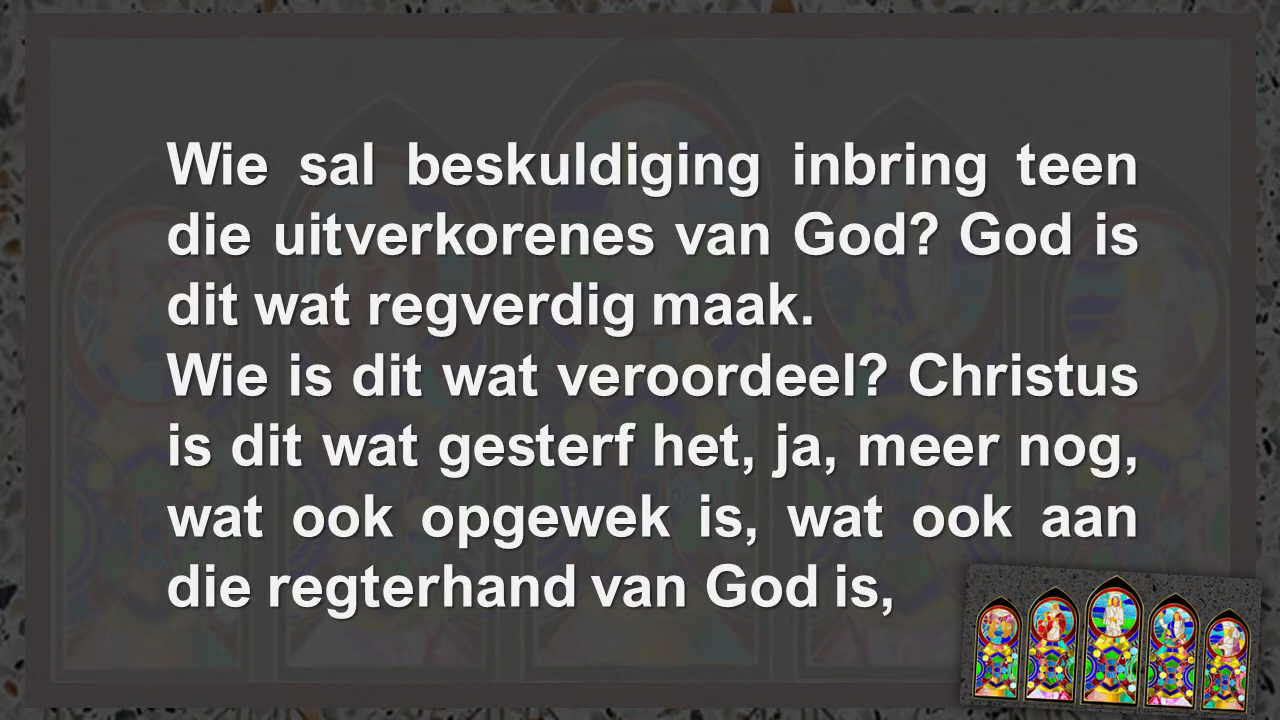 Wie sal beskuldiging inbring teen
die uitverkorenes van God? God is
dit wat regverdig maak.
Wie is dit wat veroordeel? Christus
is dit wat gesterf het, ja, meer nog,
wat ook opgewek is, wat ook aan
die regterhand van God is,